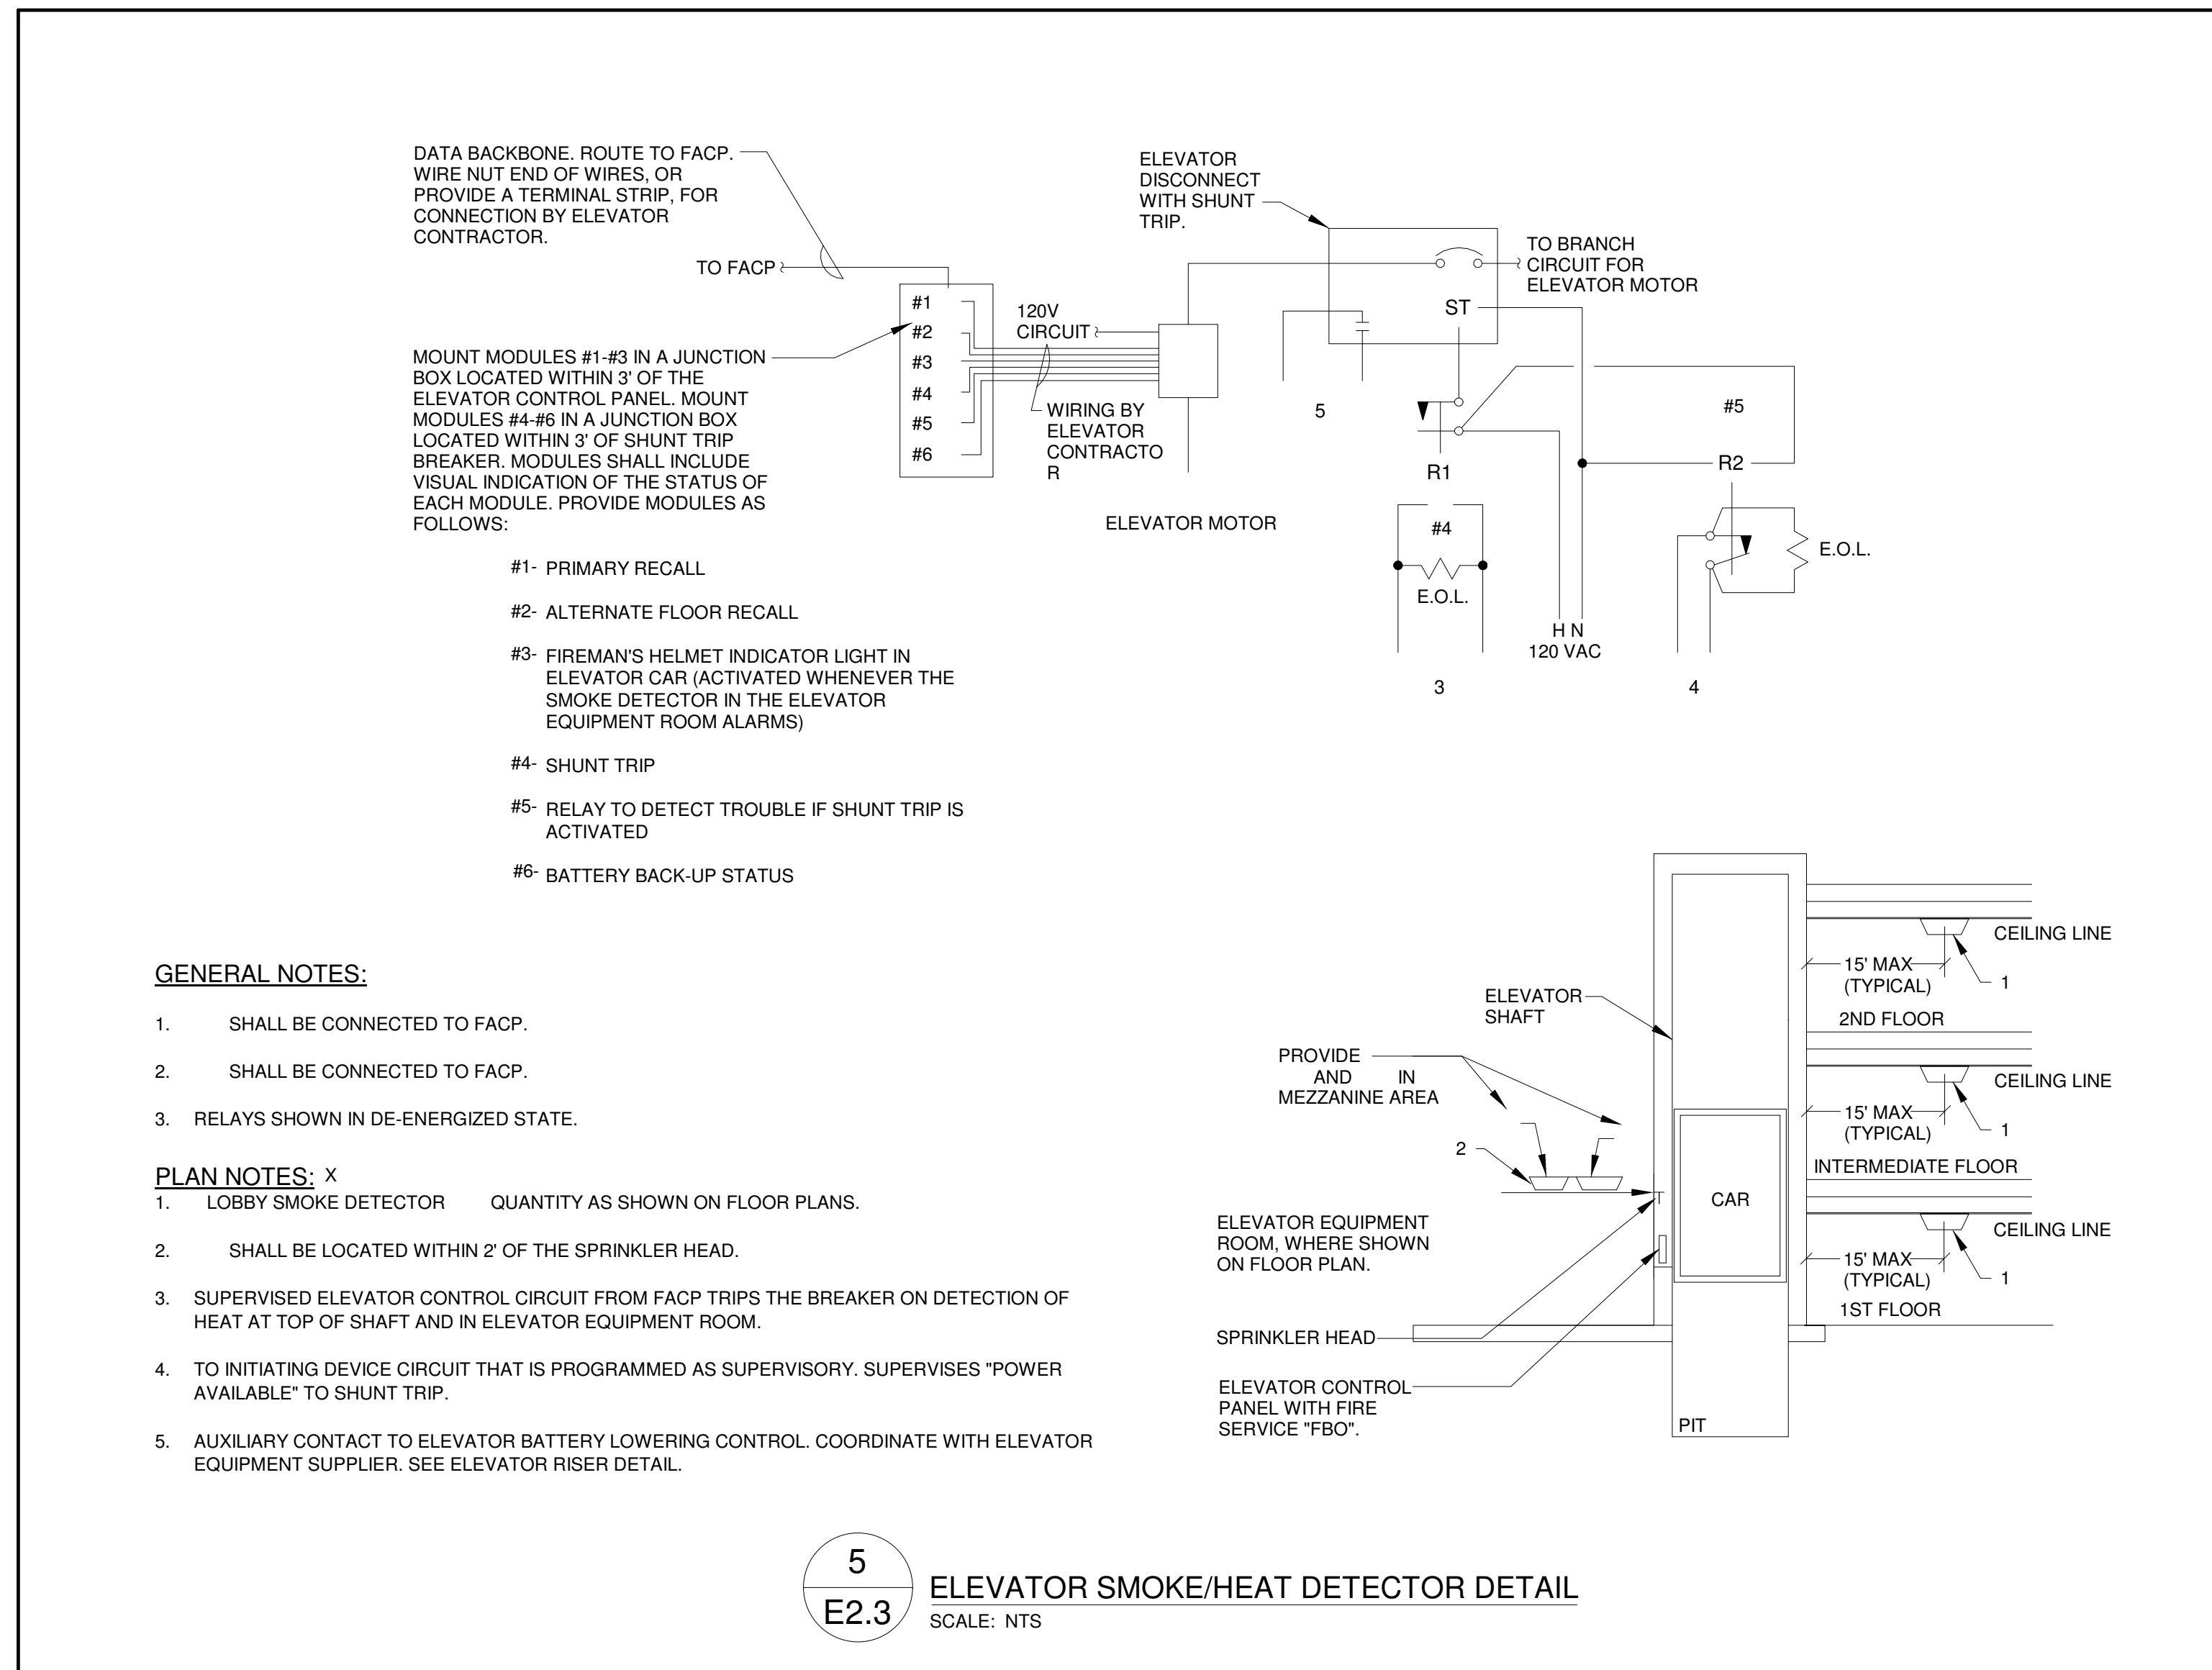 DATA BACKBONE. ROUTE TO FACP.
WIRE NUT END OF WIRES, OR
PROVIDE A TERMINAL STRIP, FOR
CONNECTION BY ELEVATOR
CONTRACTOR.
TO FACP
MOUNT MODULES #1-#3 IN A JUNCTION
BOX LOCATED WITHIN 3' OF THE
ELEVATOR CONTROL PANEL. MOUNT
MODULES #4-#6 IN A JUNCTION BOX
LOCATED WITHIN 3' OF SHUNT TRIP
BREAKER. MODULES SHALL INCLUDE
VISUAL INDICATION OF THE STATUS OF
EACH MODULE. PROVIDE MODULES AS
FOLLOWS:
#1- PRIMARY RECALL
#2- ALTERNATE FLOOR RECALL
#3- FIREMAN'S HELMET INDICATOR LIGHT IN
ELEVATOR CAR (ACTIVATED WHENEVER THE
SMOKE DETECTOR IN THE ELEVATOR
EQUIPMENT ROOM ALARMS)
#4- SHUNT TRIP
#5- RELAY TO DETECT TROUBLE IF SHUNT TRIP IS
ACTIVATED
#6- BATTERY BACK-UP STATUS
#1
#2
#3
#4
#5
#6
120V
CIRCUIT
WIRING BY
ELEVATOR
CONTRACTO
R
ELEVATOR MOTOR
ELEVATOR
DISCONNECT
WITH SHUNT
TRIP.
TO BRANCH
CIRCUIT FOR
ELEVATOR MOTOR
ST
5
R1
#5
R2
#4
E.O.L.
E.O.L.
H N
120 VAC
3
4
GENERAL NOTES:
1. SHALL BE CONNECTED TO FACP.
2. SHALL BE CONNECTED TO FACP.
3. RELAYS SHOWN IN DE-ENERGIZED STATE.
PLAN NOTES: X
1. LOBBY SMOKE DETECTOR QUANTITY AS SHOWN ON FLOOR PLANS.
2. SHALL BE LOCATED WITHIN 2' OF THE SPRINKLER HEAD.
3. SUPERVISED ELEVATOR CONTROL CIRCUIT FROM FACP TRIPS THE BREAKER ON DETECTION OF
HEAT AT TOP OF SHAFT AND IN ELEVATOR EQUIPMENT ROOM.
4. TO INITIATING DEVICE CIRCUIT THAT IS PROGRAMMED AS SUPERVISORY. SUPERVISES "POWER
AVAILABLE" TO SHUNT TRIP.
5. AUXILIARY CONTACT TO ELEVATOR BATTERY LOWERING CONTROL. COORDINATE WITH ELEVATOR
EQUIPMENT SUPPLIER. SEE ELEVATOR RISER DETAIL.
ELEVATOR
SHAFT
PROVIDE
AND IN
MEZZANINE AREA
2
ELEVATOR EQUIPMENT
ROOM, WHERE SHOWN
ON FLOOR PLAN.
SPRINKLER HEAD
ELEVATOR CONTROL
PANEL WITH FIRE
SERVICE "FBO".
CAR
PIT
CEILING LINE
15' MAX
(TYPICAL)
1
2ND FLOOR
CEILING LINE
15' MAX
(TYPICAL)
1
INTERMEDIATE FLOOR
CEILING LINE
15' MAX
(TYPICAL)
1
1ST FLOOR
5
E2.3
ELEVATOR SMOKE/HEAT DETECTOR DETAIL
SCALE: NTS